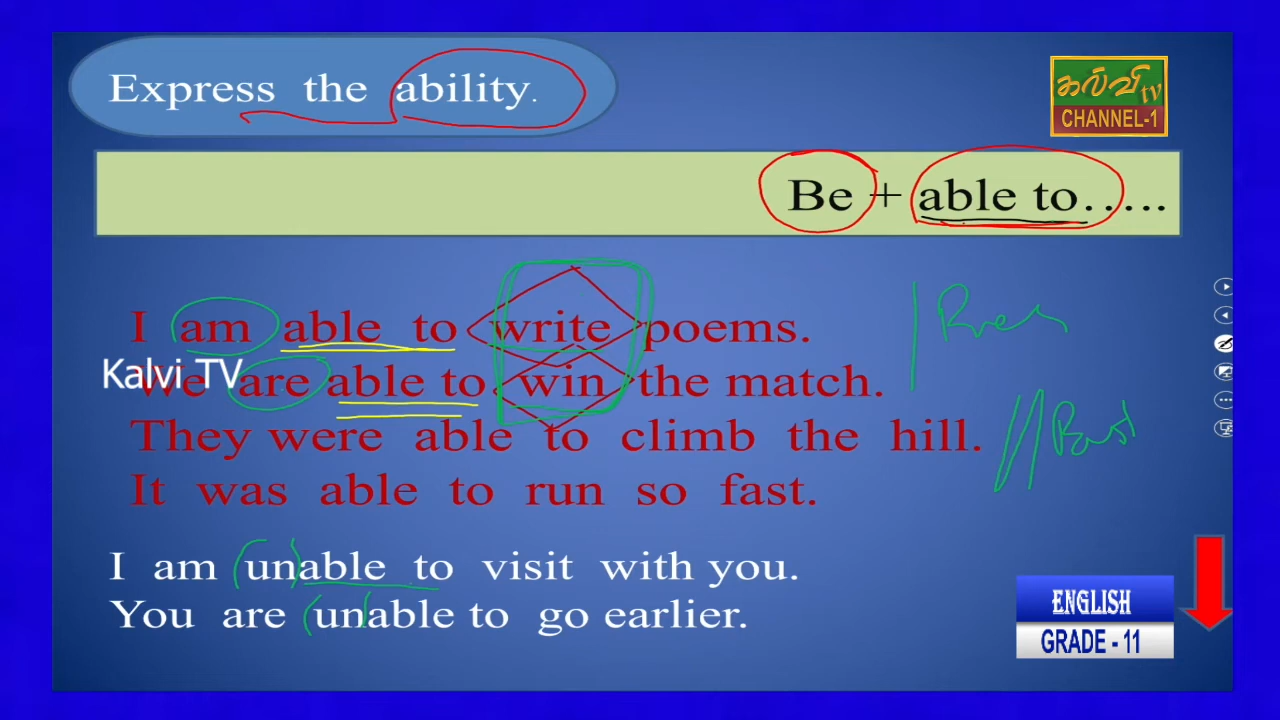 Express the ability.
கல்வி tv
CHANNEL-1
Be + able to…..
I am able to write poems.
Kalvi TV
We are able to win the match.
They were able to climb the hill.
Past
It was able to run so fast.
I am unable to visit with you.
You are unable to go earlier.
ENGLISH
GRADE - 11